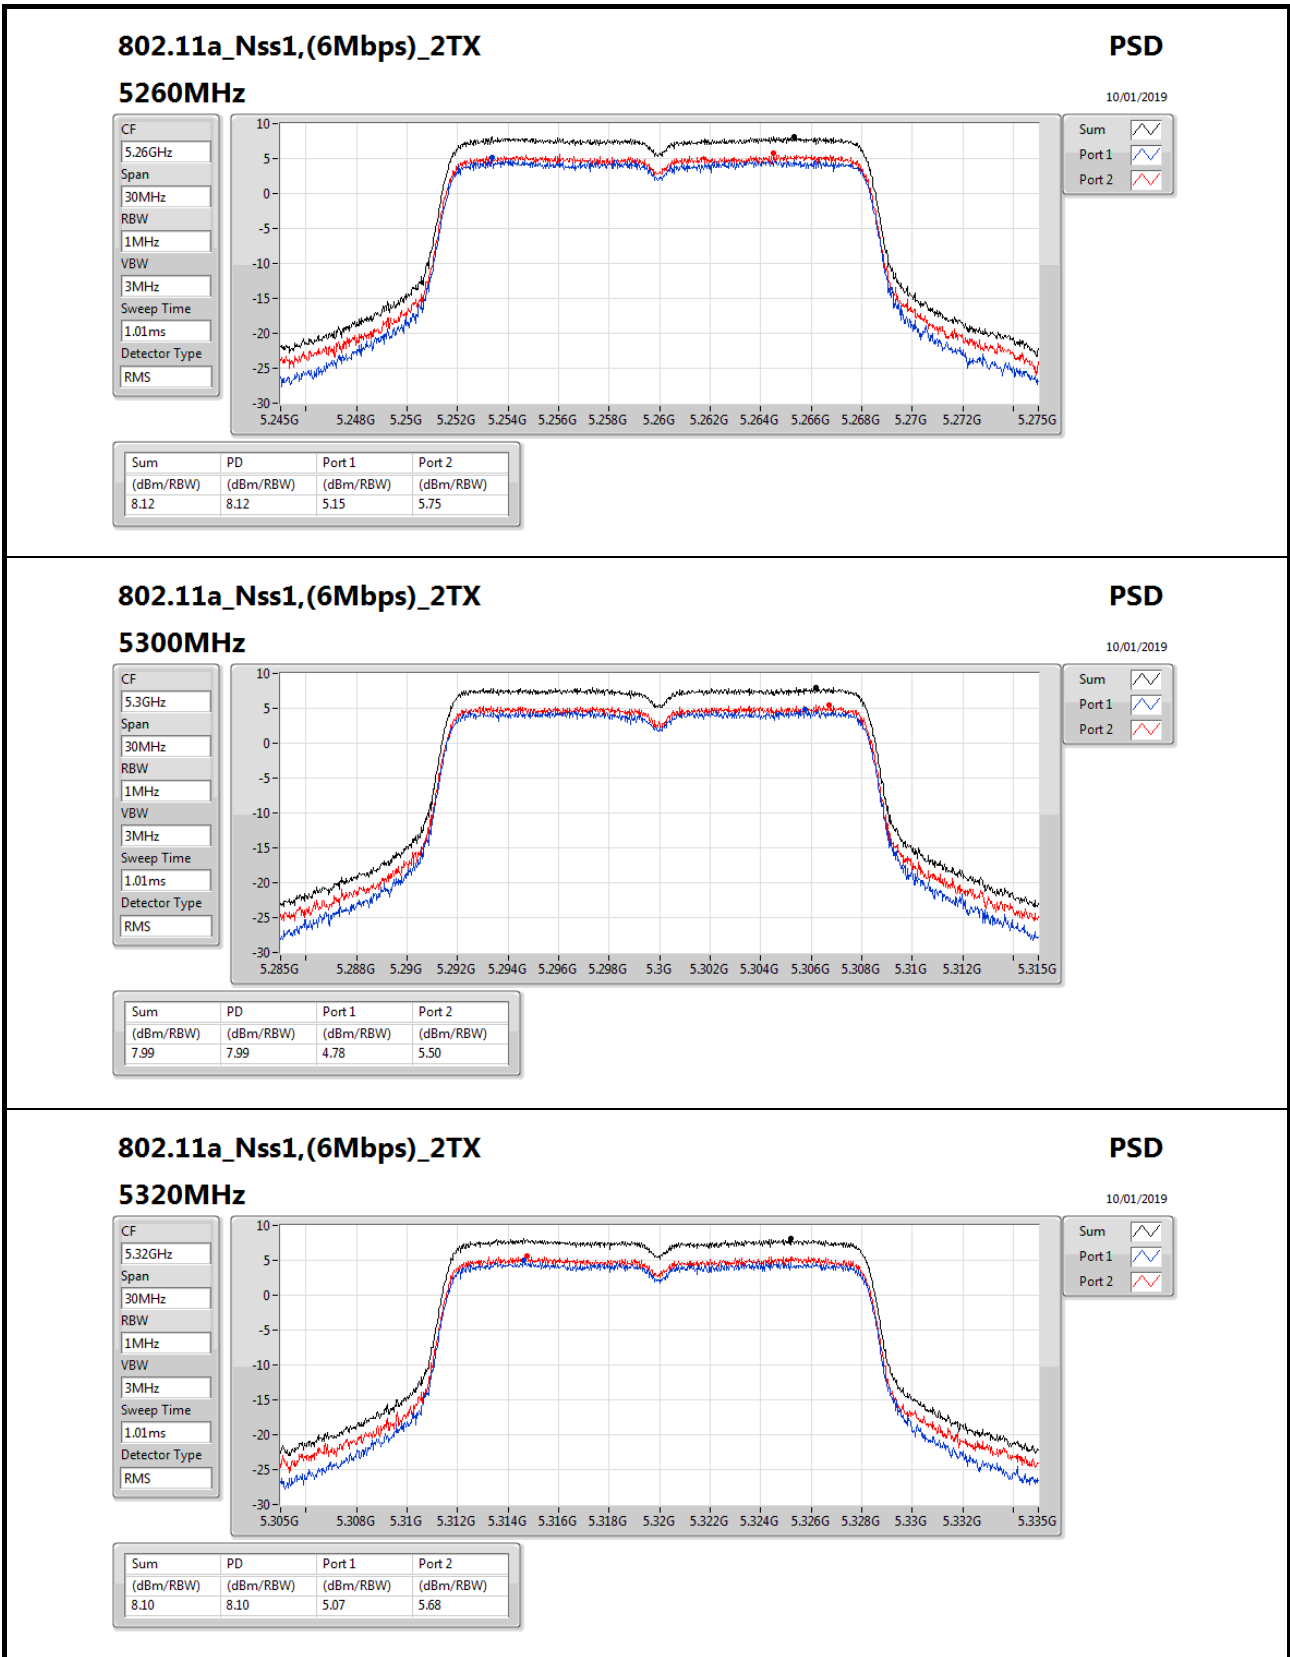 802.11a_Nss1,(6Mbps)_2TX PSD
5260MHz 10/01/2019
CF
5.26GHz
Span
30MHz
RBW
1MHz
VBW
3MHz
Sweep Time
1.01ms
Detector Type
RMS
10
5
0
-5
-10
-15
-20
-25
-30
5.245G 5.248G 5.25G 5.252G 5.254G 5.256G 5.258G 5.26G 5.262G 5.264G 5.266G 5.268G 5.27G 5.272G 5.275G
Sum
Port 1
Port 2
Sum PD Port 1 Port 2
(dBm/RBW) (dBm/RBW) (dBm/RBW) (dBm/RBW)
8.12 8.12 5.15 5.75
802.11a_Nss1,(6Mbps)_2TX PSD
5300MHz 10/01/2019
CF
5.3GHz
Span
30MHz
RBW
1MHz
VBW
3MHz
Sweep Time
1.01ms
Detector Type
RMS
10
5
0
-5
-10
-15
-20
-25
-30
5.285G 5.288G 5.29G 5.292G 5.294G 5.296G 5.298G 5.3G 5.302G 5.304G 5.306G 5.308G 5.31G 5.312G 5.315G
Sum
Port 1
Port 2
Sum PD Port 1 Port 2
(dBm/RBW) (dBm/RBW) (dBm/RBW) (dBm/RBW)
7.99 7.99 4.78 5.50
802.11a_Nss1,(6Mbps)_2TX PSD
5320MHz 10/01/2019
CF
5.32GHz
Span
30MHz
RBW
1MHz
VBW
3MHz
Sweep Time
1.01ms
Detector Type
RMS
10
5
0
-5
-10
-15
-20
-25
-30
5.305G 5.308G 5.31G 5.312G 5.314G 5.316G 5.318G 5.32G 5.322G 5.324G 5.326G 5.328G 5.33G 5.332G 5.335G
Sum
Port 1
Port 2
Sum PD Port 1 Port 2
(dBm/RBW) (dBm/RBW) (dBm/RBW) (dBm/RBW)
8.10 8.10 5.07 5.68